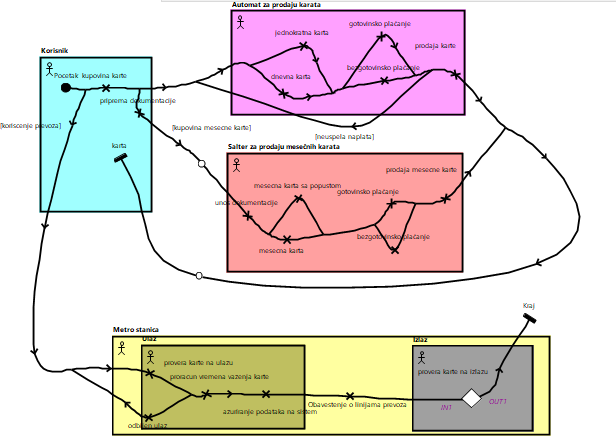 Automat za prodaju karata
gotovinsko plaćanje
jednokratna karta
prodaja karte
Korisnik
bezgotovinsko plaćanje
Pocetak
kupovina karte
dnevna karta
priprema dokumentacije
[koriscenje prevoza]
[kupovina mesecne karte]
[neuspela naplata]
karta
Salter za prodaju mesečnih karata
prodaja mesecne karte
mesecna karta sa popustom
gotovinsko plaćanje
unos dokumentacije
bezgotovinsko plaćanje
mesecna karta
Kraj
Metro stanica
Ulaz
Izlaz
provera karte na ulazu
provera karte na izlazu
proracun vremena vazenja karte
Obavestenje o linijama prevoza
IN1
OUT1
azuriranje podataka na sistem
odbijen ulaz